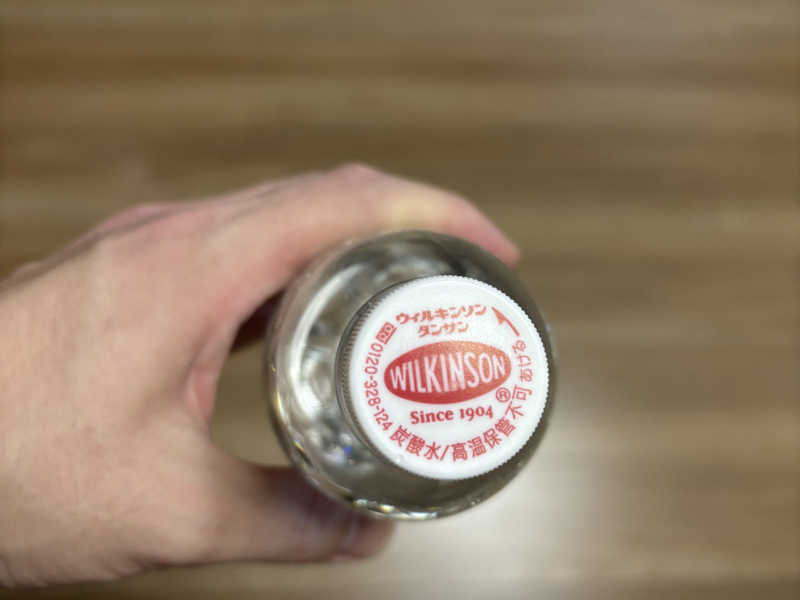 ウィルキンソン
タンサン
WILKINSON
®
Since 1904
0120-328-124
炭酸水/高温保管不可
あける